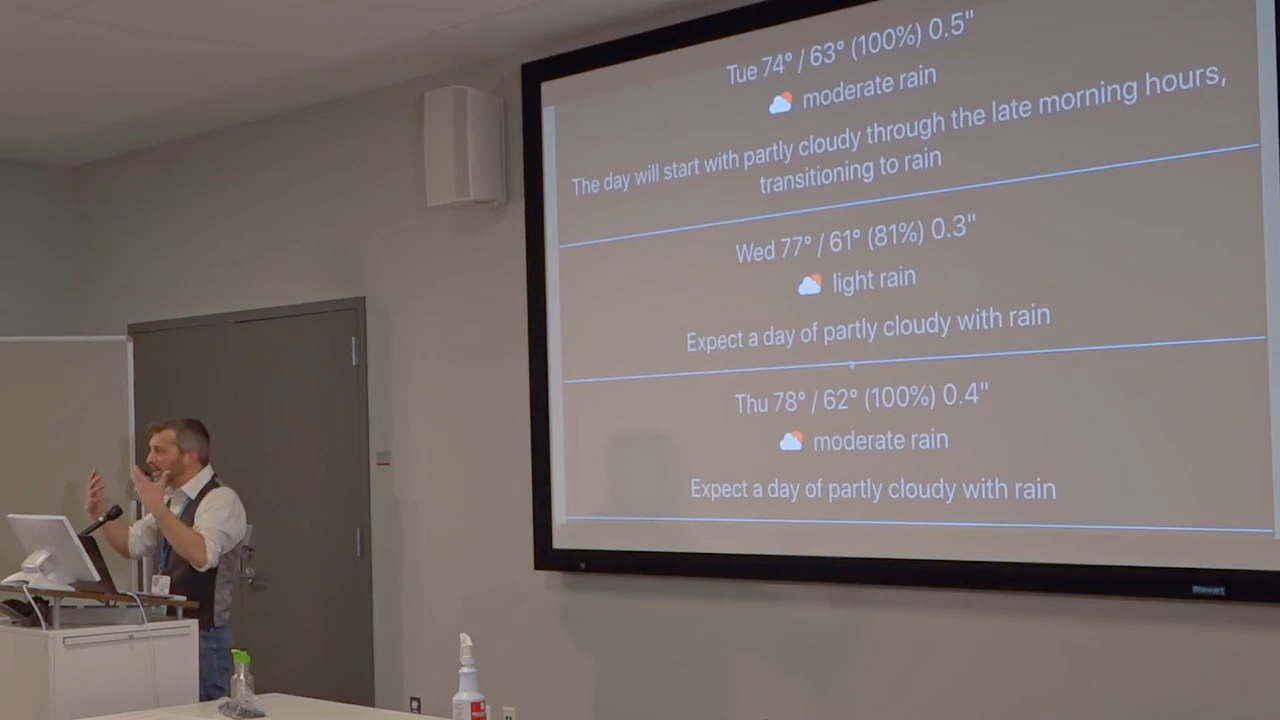 Tue 74° / 63° (100%) 0.5"
moderate rain
The day will start with partly cloudy through the late morning hours,
transitioning to rain
Wed 77° / 61° (81%) 0.3"
light rain
Expect a day of partly cloudy with rain
Thu 78° / 62° (100%) 0.4"
moderate rain
Expect a day of partly cloudy with rain
Stewart